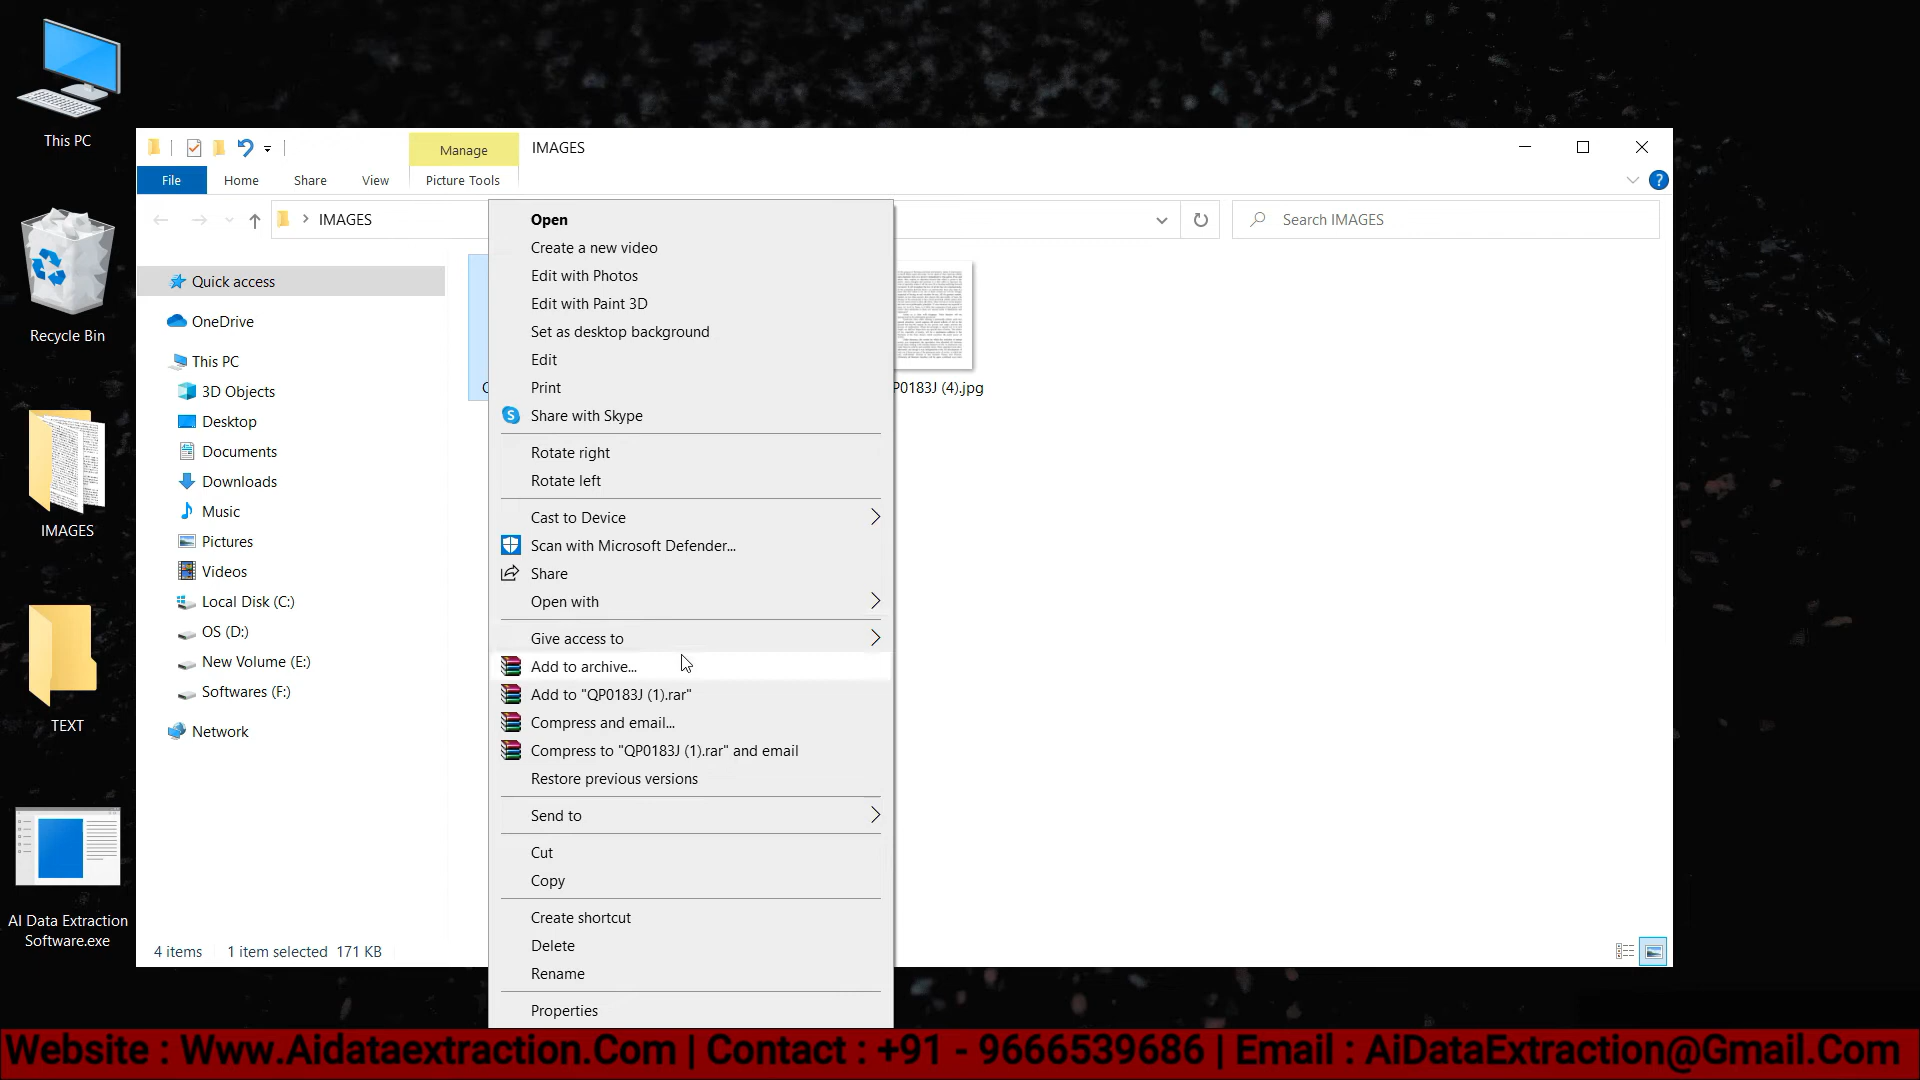 This PC
Recycle Bin
IMAGES
TEXT
AI Data Extraction
Software.exe
Manage
IMAGES
File
Home
Share
View
Picture Tools
IMAGES
Search IMAGES
Quick access
OneDrive
This PC
3D Objects
Desktop
Documents
Downloads
Music
Pictures
Videos
Local Disk (C:)
OS (D:)
New Volume (E:)
Softwares (F:)
Network
Open
Create a new video
Edit with Photos
Edit with Paint 3D
Set as desktop background
Edit
Print
Share with Skype
Rotate right
Rotate left
Cast to Device
Scan with Microsoft Defender...
Share
Open with
Give access to
Add to archive...
Add to "QP0183J (1).rar"
Compress and email...
Compress to "QP0183J (1).rar" and email
Restore previous versions
Send to
Cut
Copy
Create shortcut
Delete
Rename
Properties
P0183J (4).jpg
4 items
1 item selected 171 KB
Website : Www.Aidataextraction.Com | Contact : +91 - 9666539686 | Email : AiDataExtraction@Gmail.Com